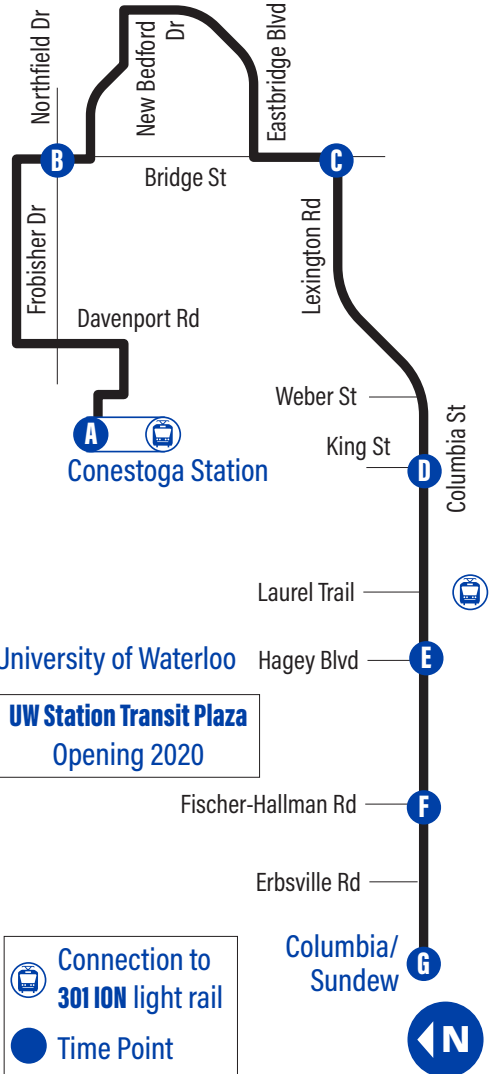 Northfield Dr
New Bedford
Dr
Eastbridge Blvd
B
C
Bridge St
Frobisher Dr
Lexington Rd
Davenport Rd
Weber St
A
King St
Columbia St
Conestoga Station
D
Laurel Trail
University of Waterloo
Hagey Blvd
E
UW Station Transit Plaza
Opening 2020
Fischer-Hallman Rd
F
Erbsville Rd
Columbia/
Sundew
G
Connection to
301 ION light rail
Time Point
N